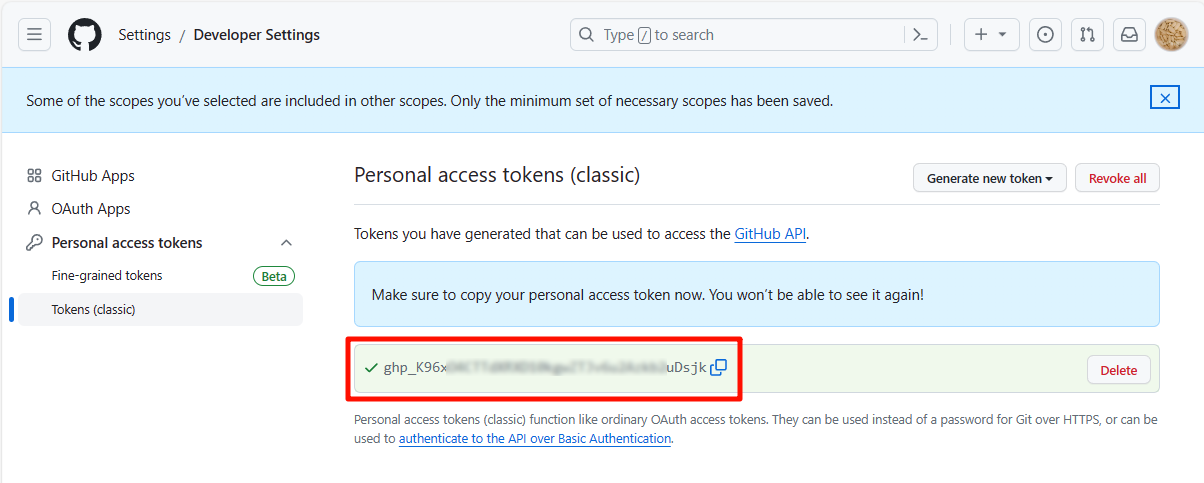 Settings / Developer Settings
Type / to search
Some of the scopes you've selected are included in other scopes. Only the minimum set of necessary scopes has been saved.
GitHub Apps
OAuth Apps
Personal access tokens
Fine-grained tokens Beta
Tokens (classic)
Personal access tokens (classic)
Generate new token
Revoke all
Tokens you have generated that can be used to access the GitHub API.
Make sure to copy your personal access token now. You won't be able to see it again!
ghp_K96x uDsjk
Delete
Personal access tokens (classic) function like ordinary OAuth access tokens. They can be used instead of a password for Git over HTTPS, or can be
used to authenticate to the API over Basic Authentication.